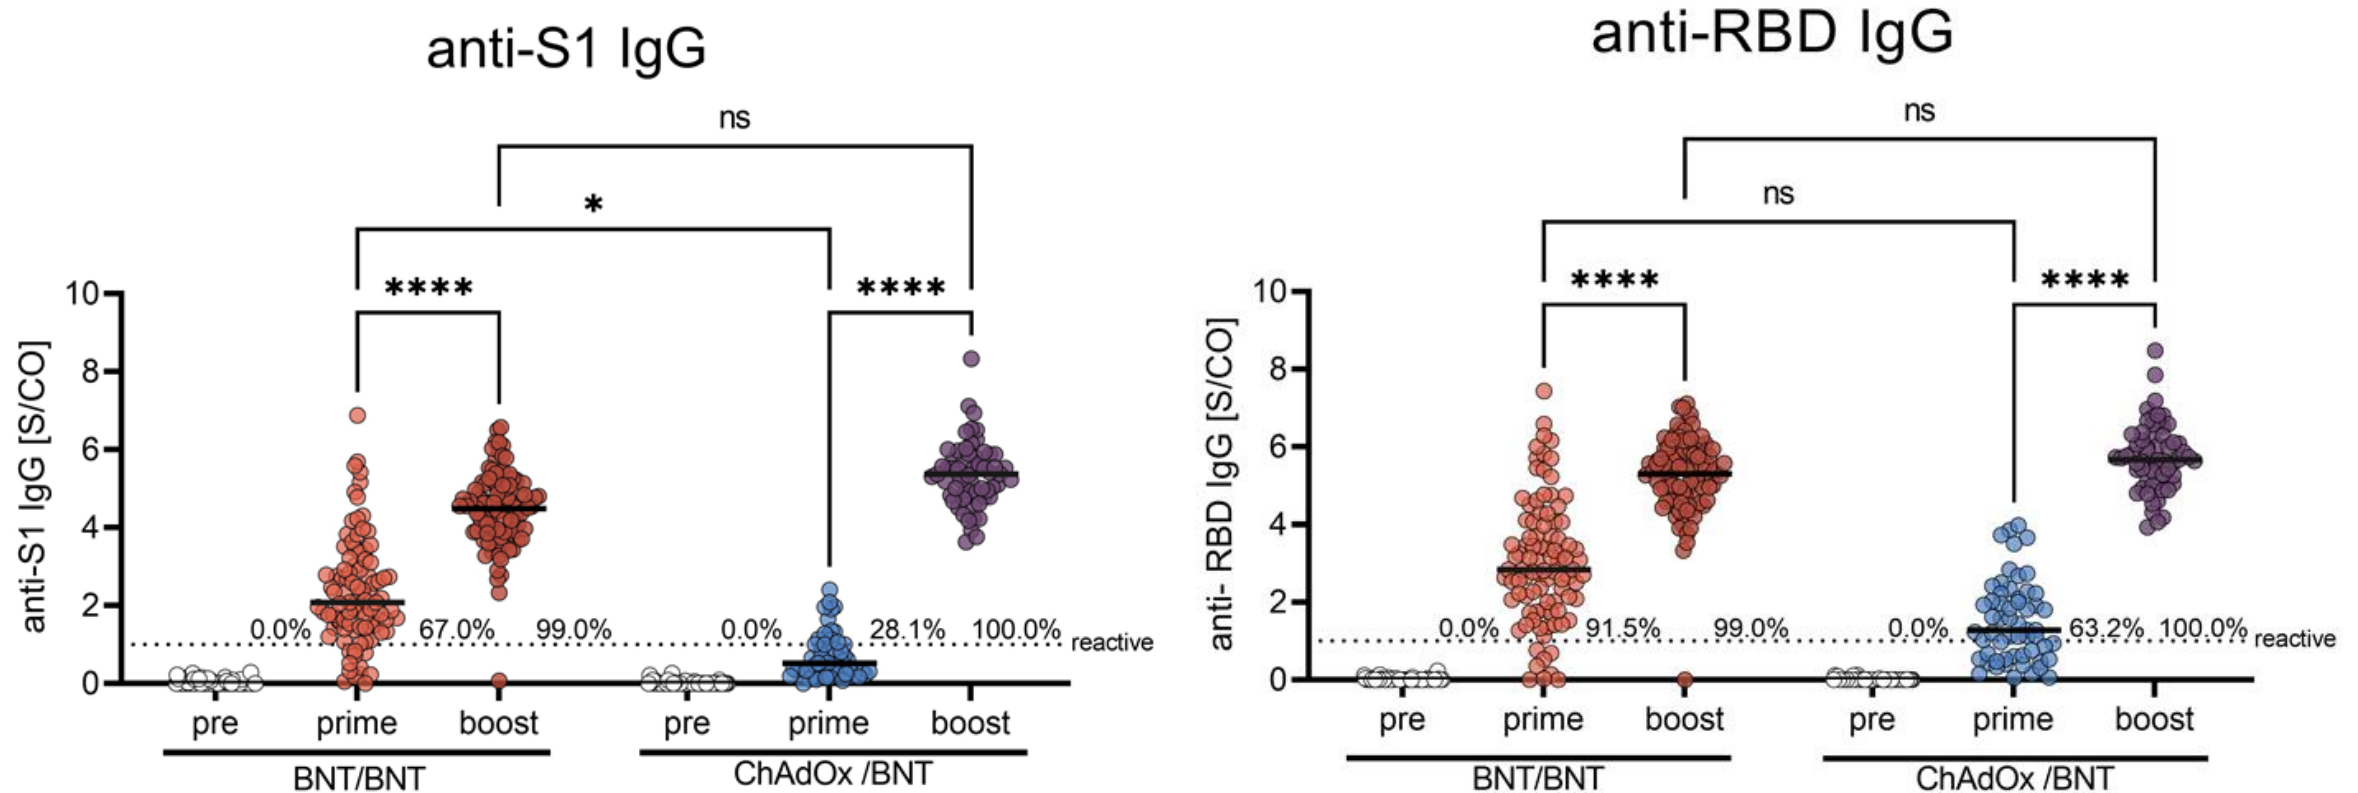 anti-S1 IgG
ns
*
**** ****
anti-S1 IgG [S/CO]
10
8
6
4
2
0
0.0% 67.0% 99.0% 0.0% 28.1% 100.0% reactive
pre prime boost pre prime boost
BNT/BNT ChAdOx /BNT
anti-RBD IgG
ns
ns
**** ****
anti- RBD IgG [S/CO]
10
8
6
4
2
0
0.0% 91.5% 99.0% 0.0% 63.2% 100.0% reactive
pre prime boost pre prime boost
BNT/BNT ChAdOx /BNT